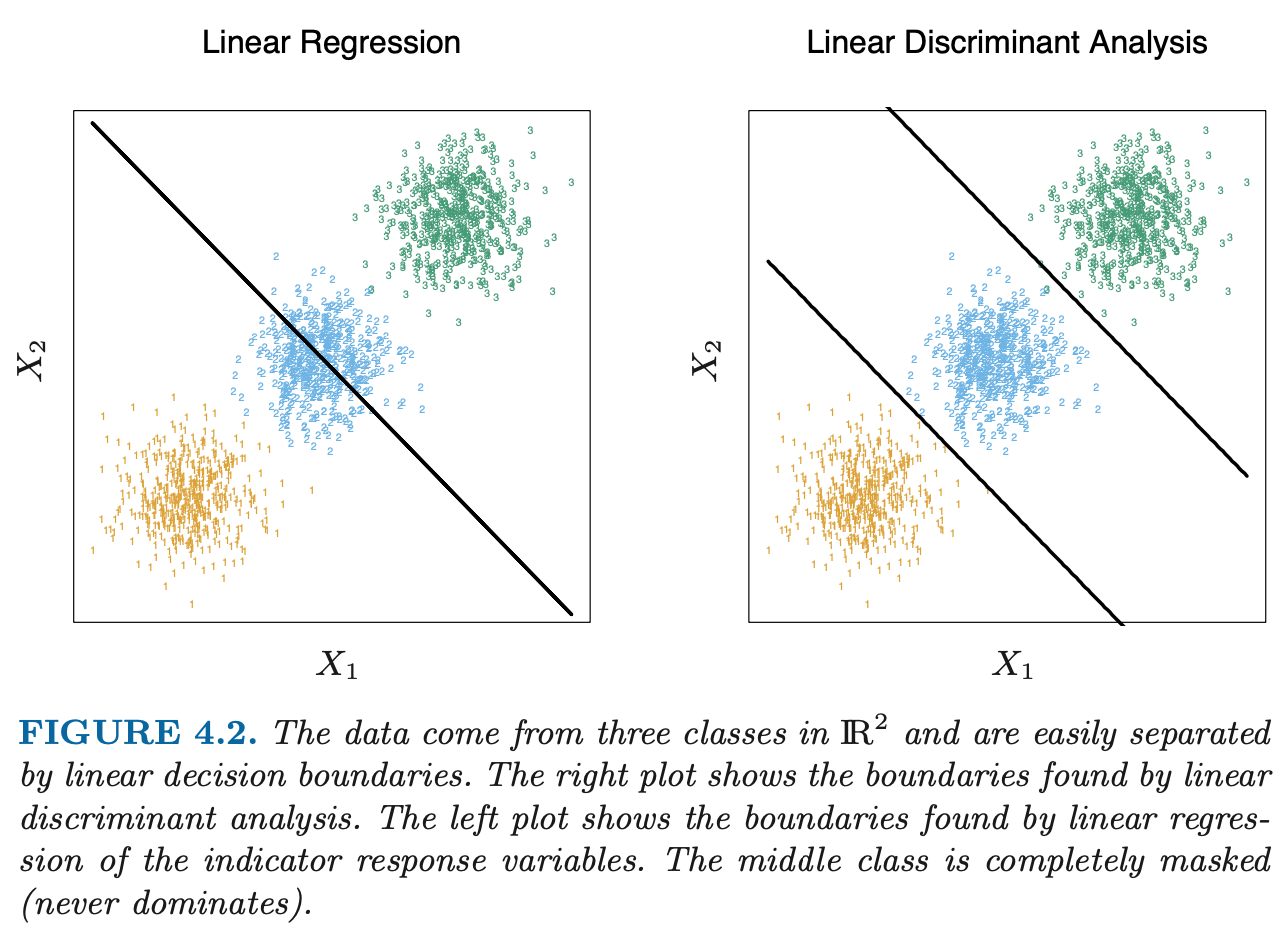 Linear Regression
Linear Discriminant Analysis
X₂
X₁
X₂
X₁
FIGURE 4.2. The data come from three classes in ℝ² and are easily separated
by linear decision boundaries. The right plot shows the boundaries found by linear
discriminant analysis. The left plot shows the boundaries found by linear regres-
sion of the indicator response variables. The middle class is completely masked
(never dominates).